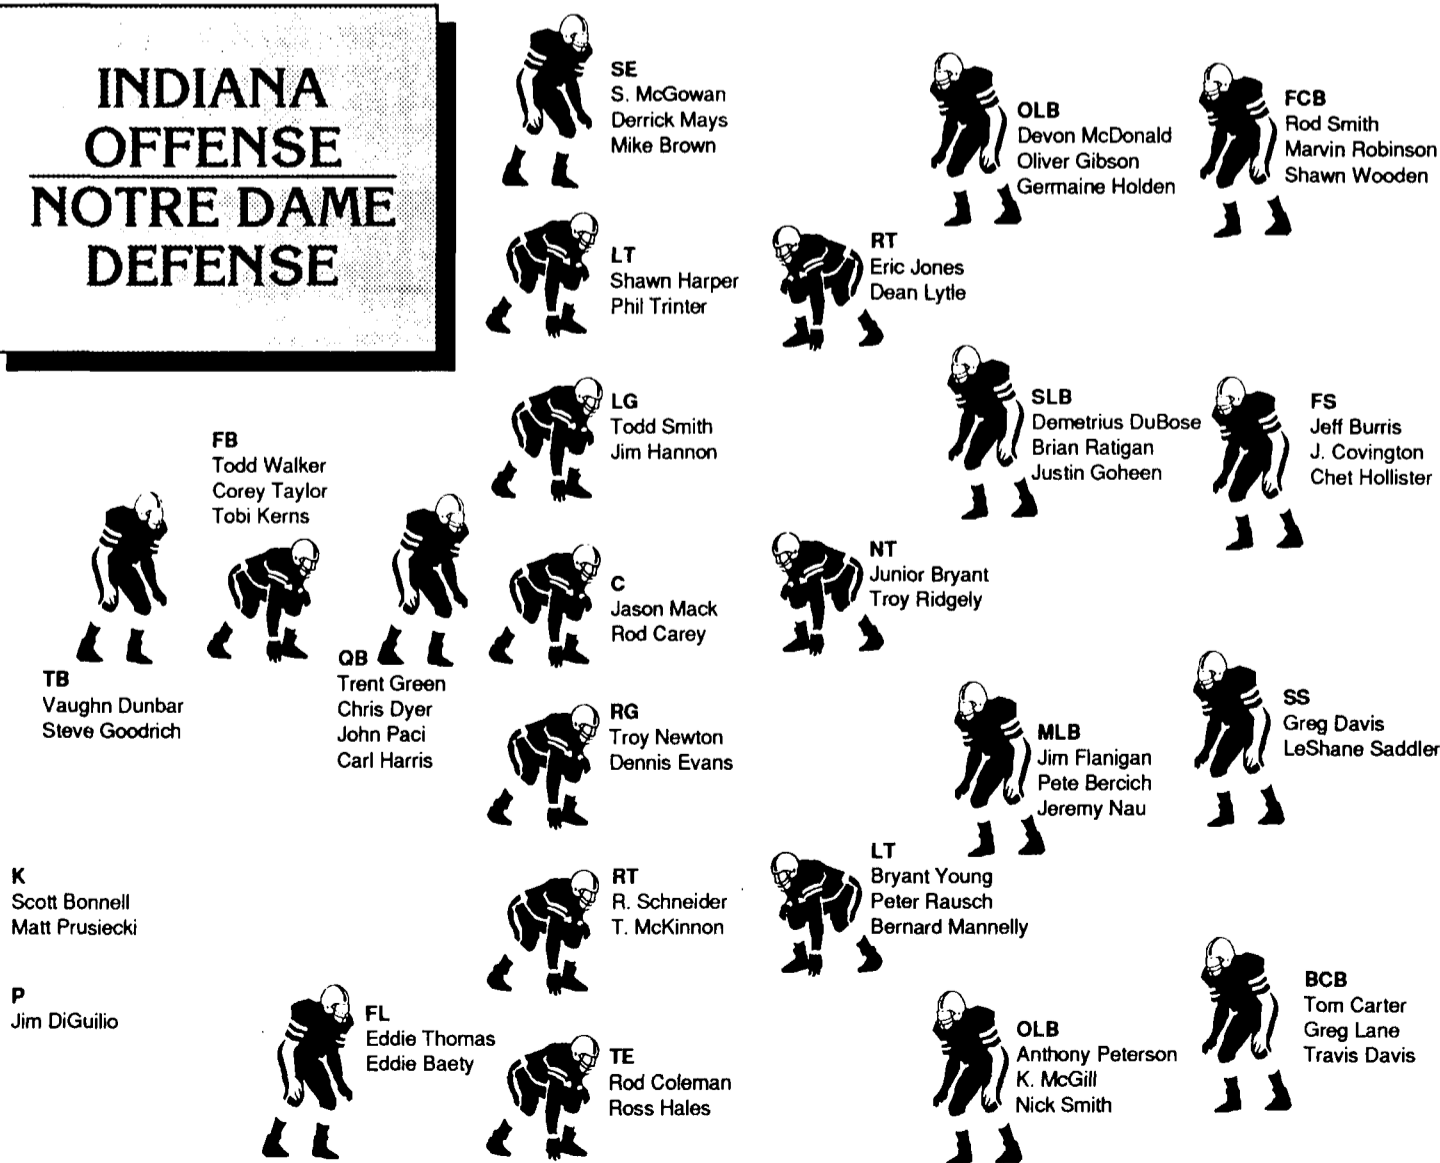 INDIANA
OFFENSE
NOTRE DAME
DEFENSE
SE
S. McGowan
Derrick Mays
Mike Brown
LT
Shawn Harper
Phil Trinter
LG
Todd Smith
Jim Hannon
FB
Todd Walker
Corey Taylor
Tobi Kerns
C
Jason Mack
Rod Carey
TB
Vaughn Dunbar
Steve Goodrich
QB
Trent Green
Chris Dyer
John Paci
Carl Harris
RG
Troy Newton
Dennis Evans
K
Scott Bonnell
Matt Prusiecki
RT
R. Schneider
T. McKinnon
P
Jim DiGuilio
FL
Eddie Thomas
Eddie Baety
TE
Rod Coleman
Ross Hales
OLB
Devon McDonald
Oliver Gibson
Germaine Holden
FCB
Rod Smith
Marvin Robinson
Shawn Wooden
RT
Eric Jones
Dean Lytle
SLB
Demetrius DuBose
Brian Ratigan
Justin Goheen
FS
Jeff Burris
J. Covington
Chet Hollister
NT
Junior Bryant
Troy Ridgely
MLB
Jim Flanigan
Pete Bercich
Jeremy Nau
SS
Greg Davis
LeShane Saddler
LT
Bryant Young
Peter Rausch
Bernard Mannelly
OLB
Anthony Peterson
K. McGill
Nick Smith
BCB
Tom Carter
Greg Lane
Travis Davis